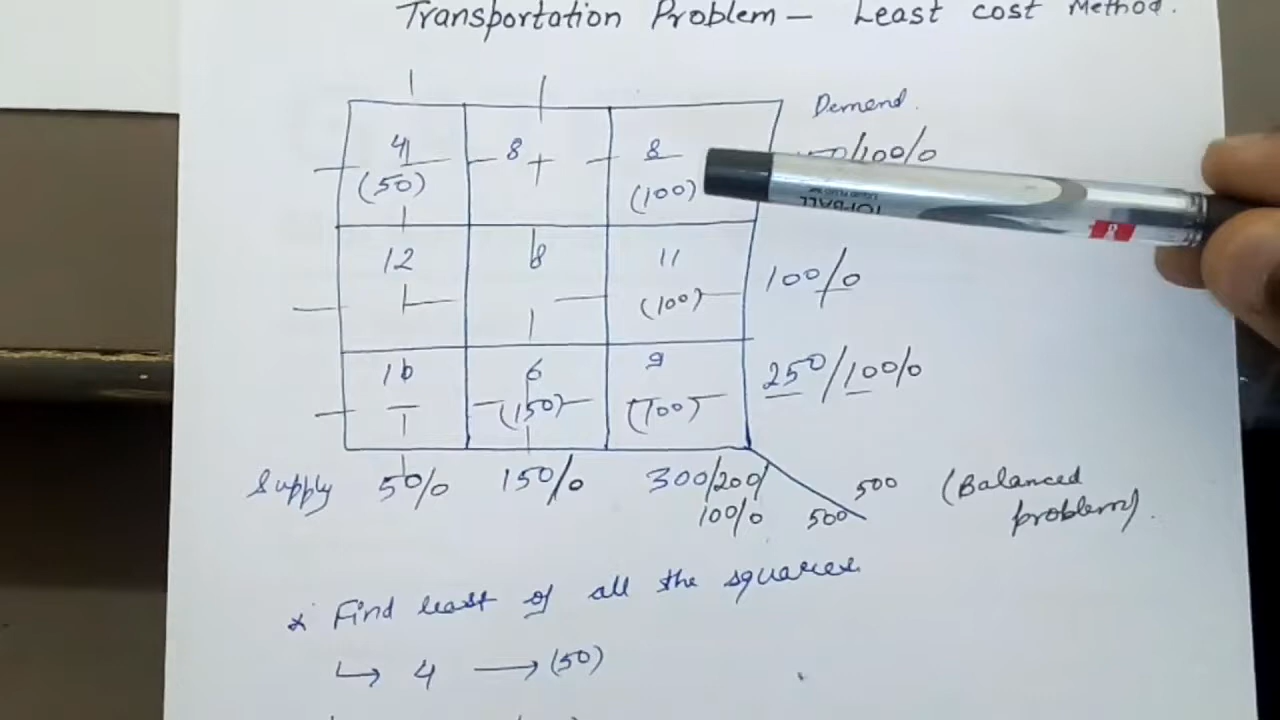 Transportation Problem – Least cost Method.
Demand.
4 8 8 /100/0
(50) (100)
12 8 11 100/0
(100)
16 6 9 250/100/0
(150) (100)
Supply 50/0 150/0 300/200/ 500 (Balanced
100/0 500 problem).
* Find least of all the squares
↳ 4 → (50)